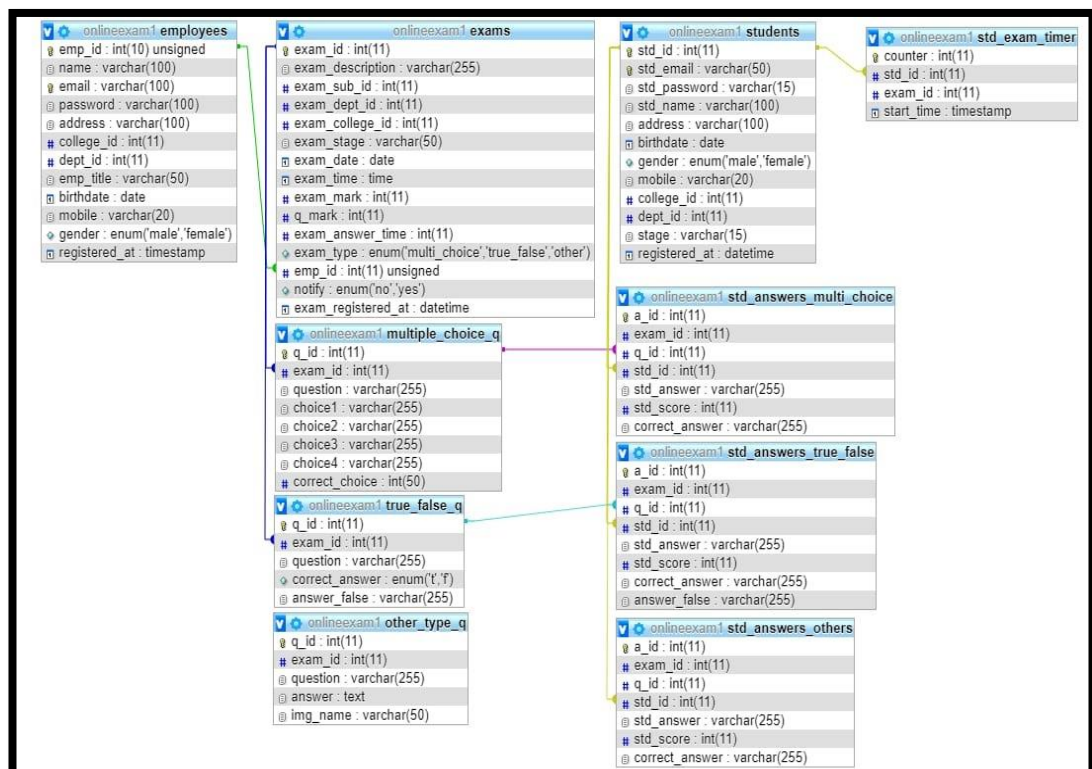 onlineexam1 employees
emp_id : int(10) unsigned
name : varchar(100)
email : varchar(100)
password : varchar(100)
address : varchar(100)
college_id : int(11)
dept_id : int(11)
emp_title : varchar(50)
birthdate : date
mobile : varchar(20)
gender : enum('male','female')
registered_at : timestamp
onlineexam1 exams
exam_id : int(11)
exam_description : varchar(255)
exam_sub_id : int(11)
exam_dept_id : int(11)
exam_college_id : int(11)
exam_stage : varchar(50)
exam_date : date
exam_time : time
exam_mark : int(11)
q_mark : int(11)
exam_answer_time : int(11)
exam_type : enum('multi_choice','true_false','other')
emp_id : int(11) unsigned
notify : enum('no','yes')
exam_registered_at : datetime
onlineexam1 multiple_choice_q
q_id : int(11)
exam_id : int(11)
question : varchar(255)
choice1 : varchar(255)
choice2 : varchar(255)
choice3 : varchar(255)
choice4 : varchar(255)
correct_choice : int(50)
onlineexam1 true_false_q
q_id : int(11)
exam_id : int(11)
question : varchar(255)
correct_answer : enum('t','f')
answer_false : varchar(255)
onlineexam1 other_type_q
q_id : int(11)
exam_id : int(11)
question : varchar(255)
answer : text
img_name : varchar(50)
onlineexam1 students
std_id : int(11)
std_email : varchar(50)
std_password : varchar(15)
std_name : varchar(100)
address : varchar(100)
birthdate : date
gender : enum('male','female')
mobile : varchar(20)
college_id : int(11)
dept_id : int(11)
stage : varchar(15)
registered_at : datetime
onlineexam1 std_answers_multi_choice
a_id : int(11)
exam_id : int(11)
q_id : int(11)
std_id : int(11)
std_answer : varchar(255)
std_score : int(11)
correct_answer : varchar(255)
onlineexam1 std_answers_true_false
a_id : int(11)
exam_id : int(11)
q_id : int(11)
std_id : int(11)
std_answer : varchar(255)
std_score : int(11)
correct_answer : varchar(255)
answer_false : varchar(255)
onlineexam1 std_answers_others
a_id : int(11)
exam_id : int(11)
q_id : int(11)
std_id : int(11)
std_answer : varchar(255)
std_score : int(11)
correct_answer : varchar(255)
onlineexam1 std_exam_timer
counter : int(11)
std_id : int(11)
exam_id : int(11)
start_time : timestamp